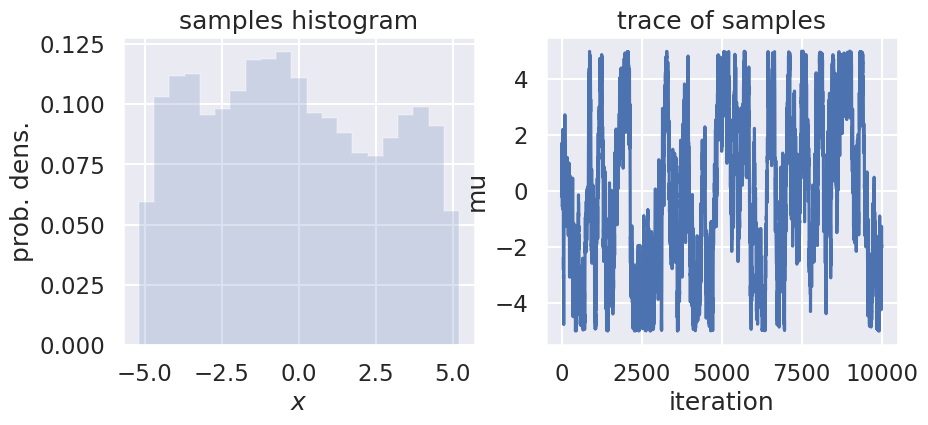 samples histogram
prob. dens.
0.125
0.100
0.075
0.050
0.025
0.000
−5.0 −2.5 0.0 2.5 5.0
x
trace of samples
mu
4
2
0
−2
−4
0 2500 5000 7500 10000
iteration